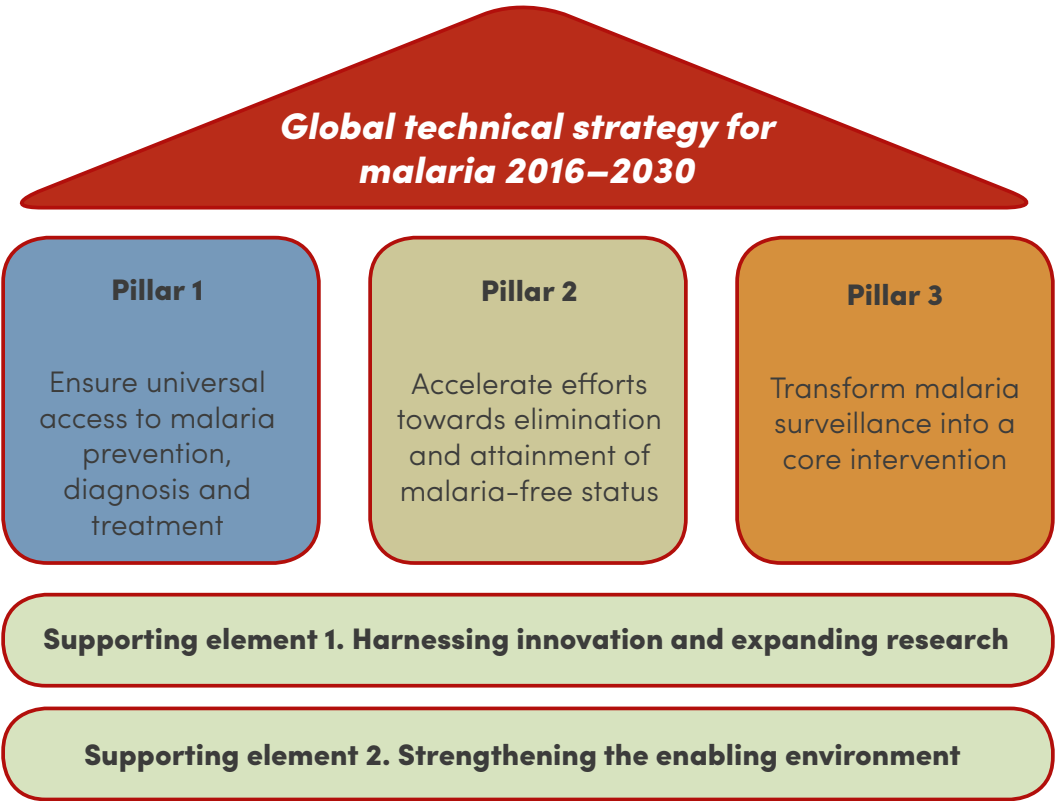 Global technical strategy for
malaria 2016–2030
Pillar 1
Ensure universal
access to malaria
prevention,
diagnosis and
treatment
Pillar 2
Accelerate efforts
towards elimination
and attainment of
malaria-free status
Pillar 3
Transform malaria
surveillance into a
core intervention
Supporting element 1. Harnessing innovation and expanding research
Supporting element 2. Strengthening the enabling environment